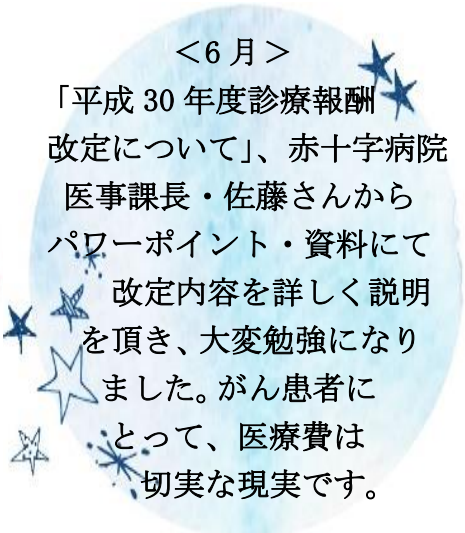 ＜6 月＞
「平成 30 年度診療報酬
改定について」、赤十字病院
医事課長・佐藤さんから
パワーポイント・資料にて
改定内容を詳しく説明
を頂き、大変勉強になり
ました。がん患者に
とって、医療費は
切実な現実です。